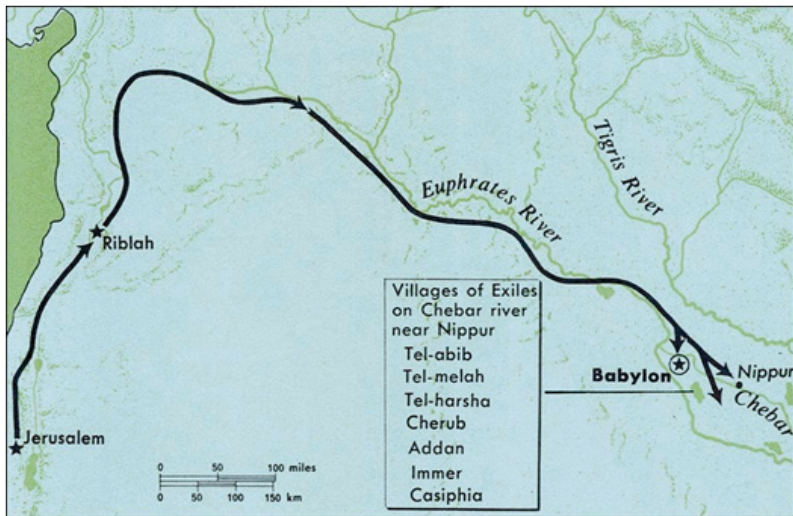 Tigris River
Euphrates River
Riblah
Villages of Exiles
on Chebar river
near Nippur
Tel-abib
Tel-melah
Tel-harsha
Cherub
Addan
Immer
Casiphia
Babylon
Nippur
Chebar
Jerusalem
0 50 100 miles
0 50 100 150 km